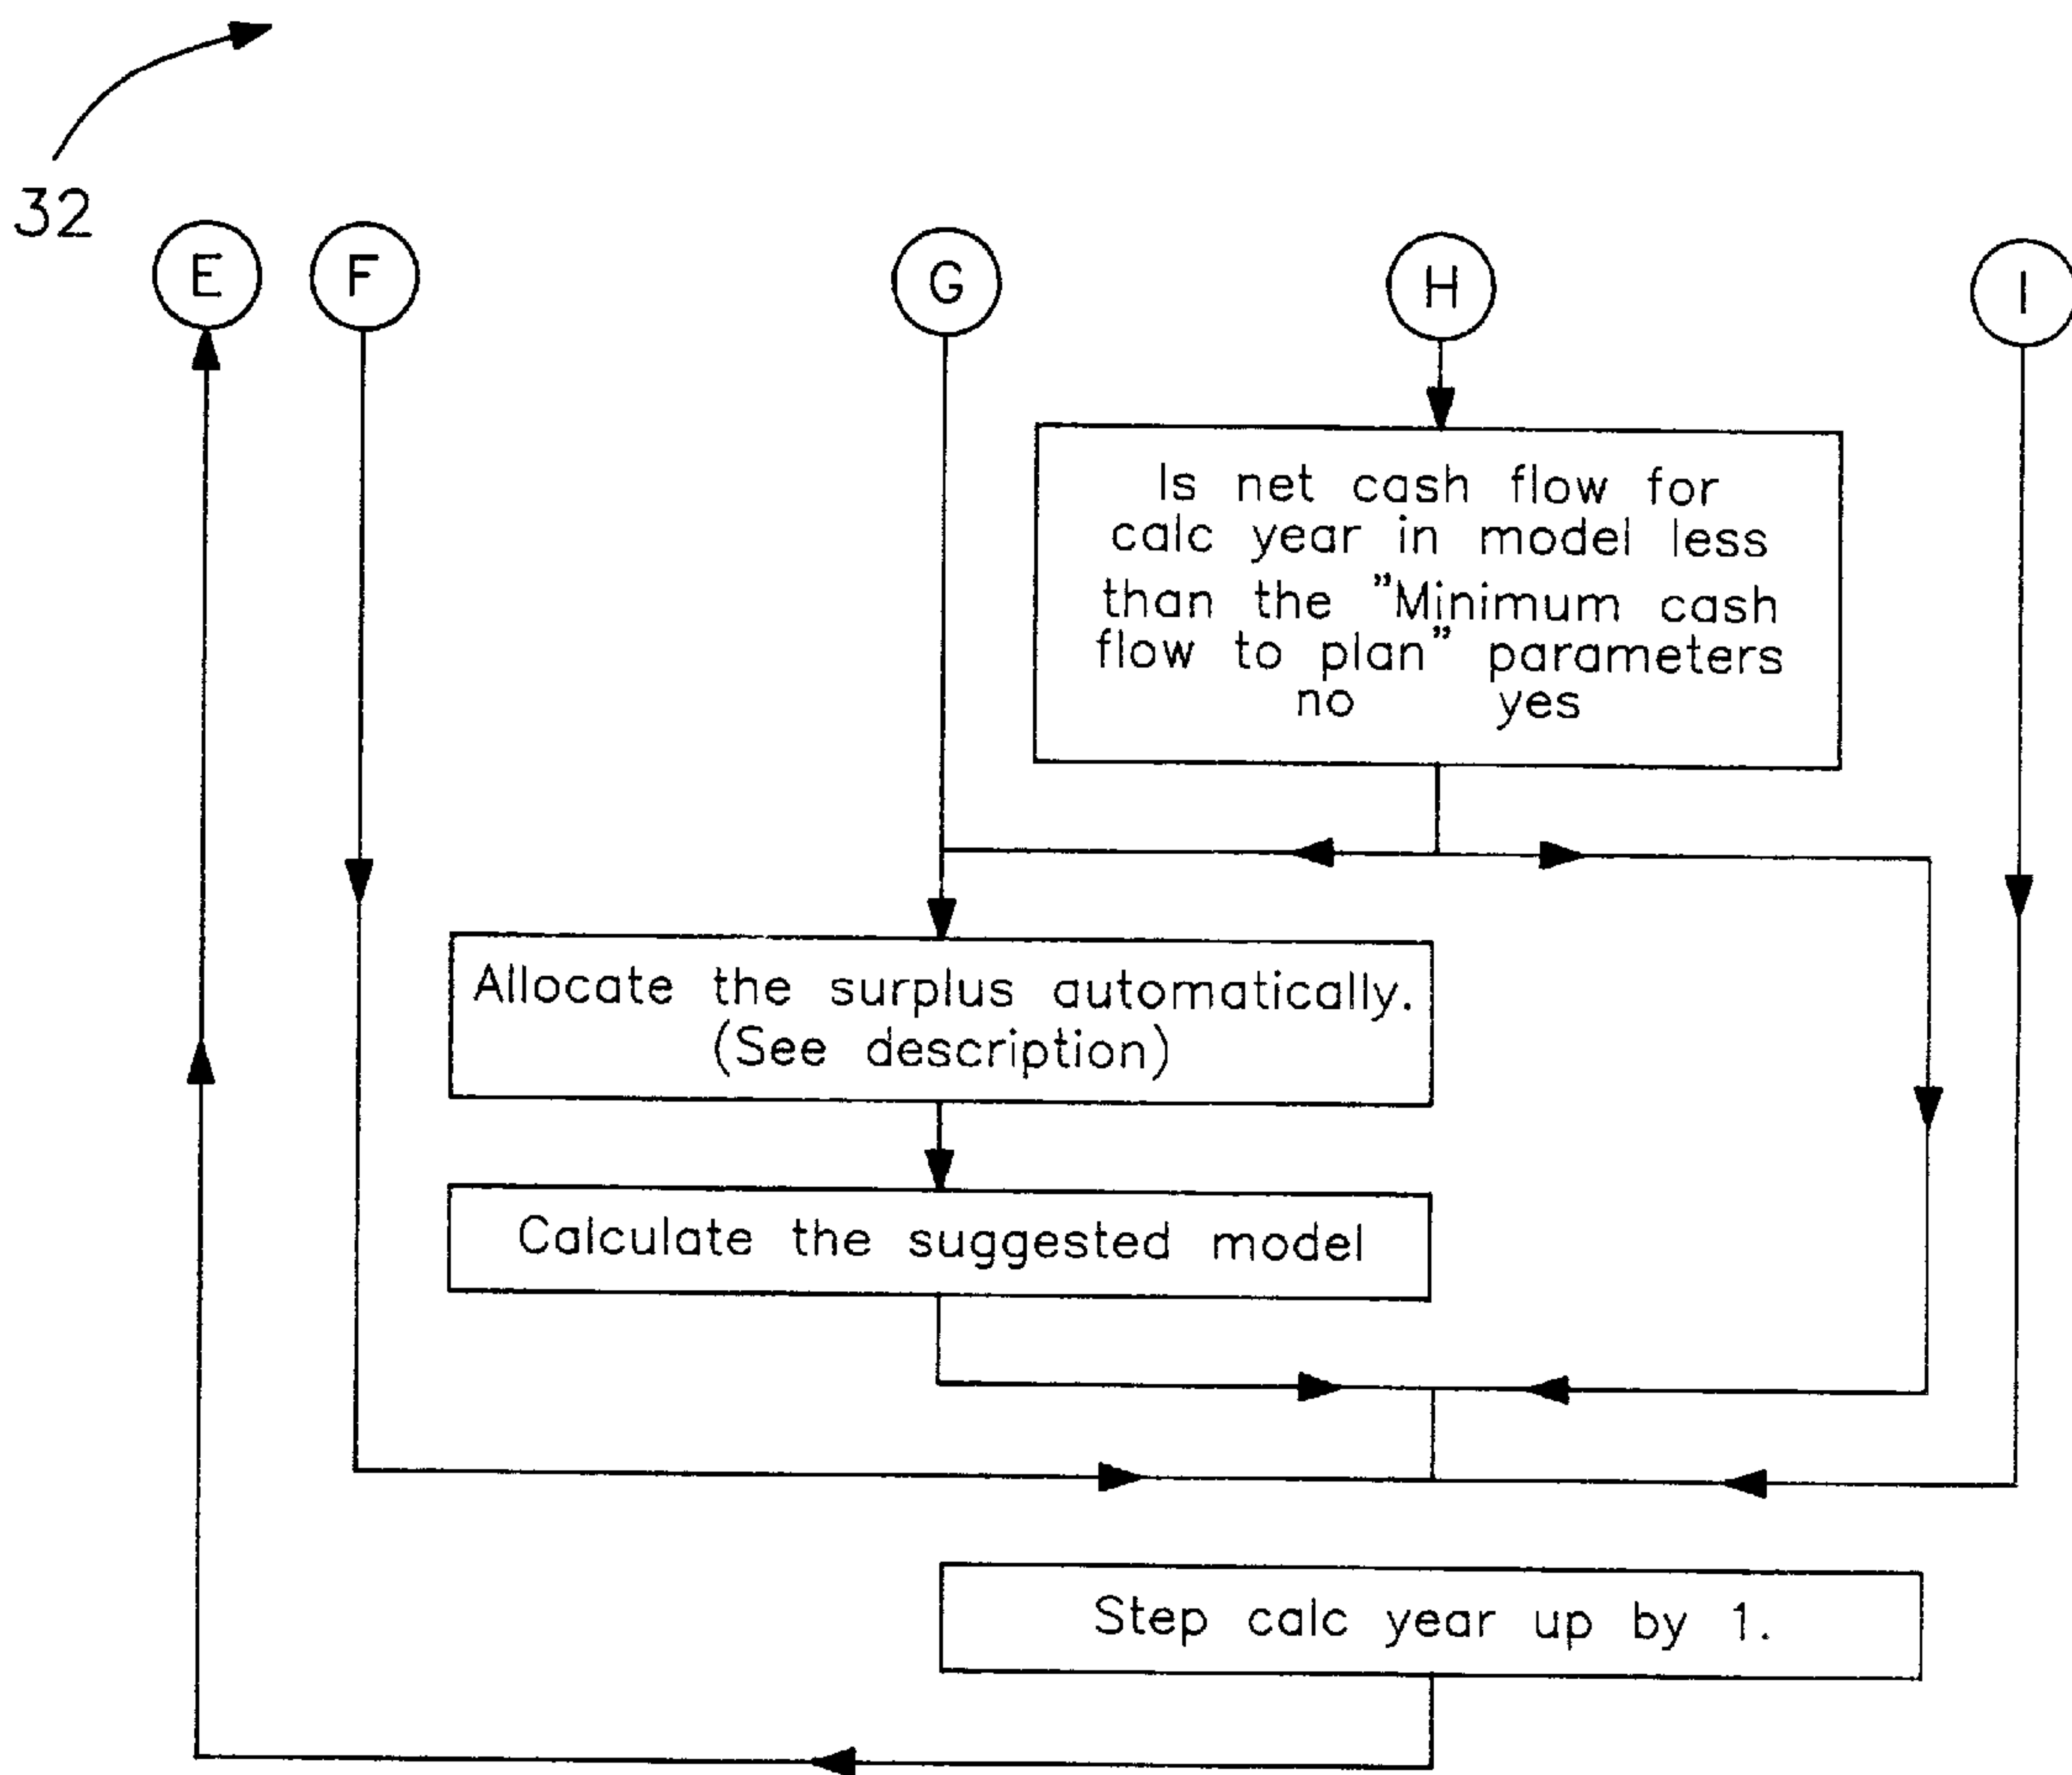 32
E F G H I
Is net cash flow for
calc year in model less
than the "Minimum cash
flow to plan" parameters
no yes
Allocate the surplus automatically.
(See description)
Calculate the suggested model
Step calc year up by 1.